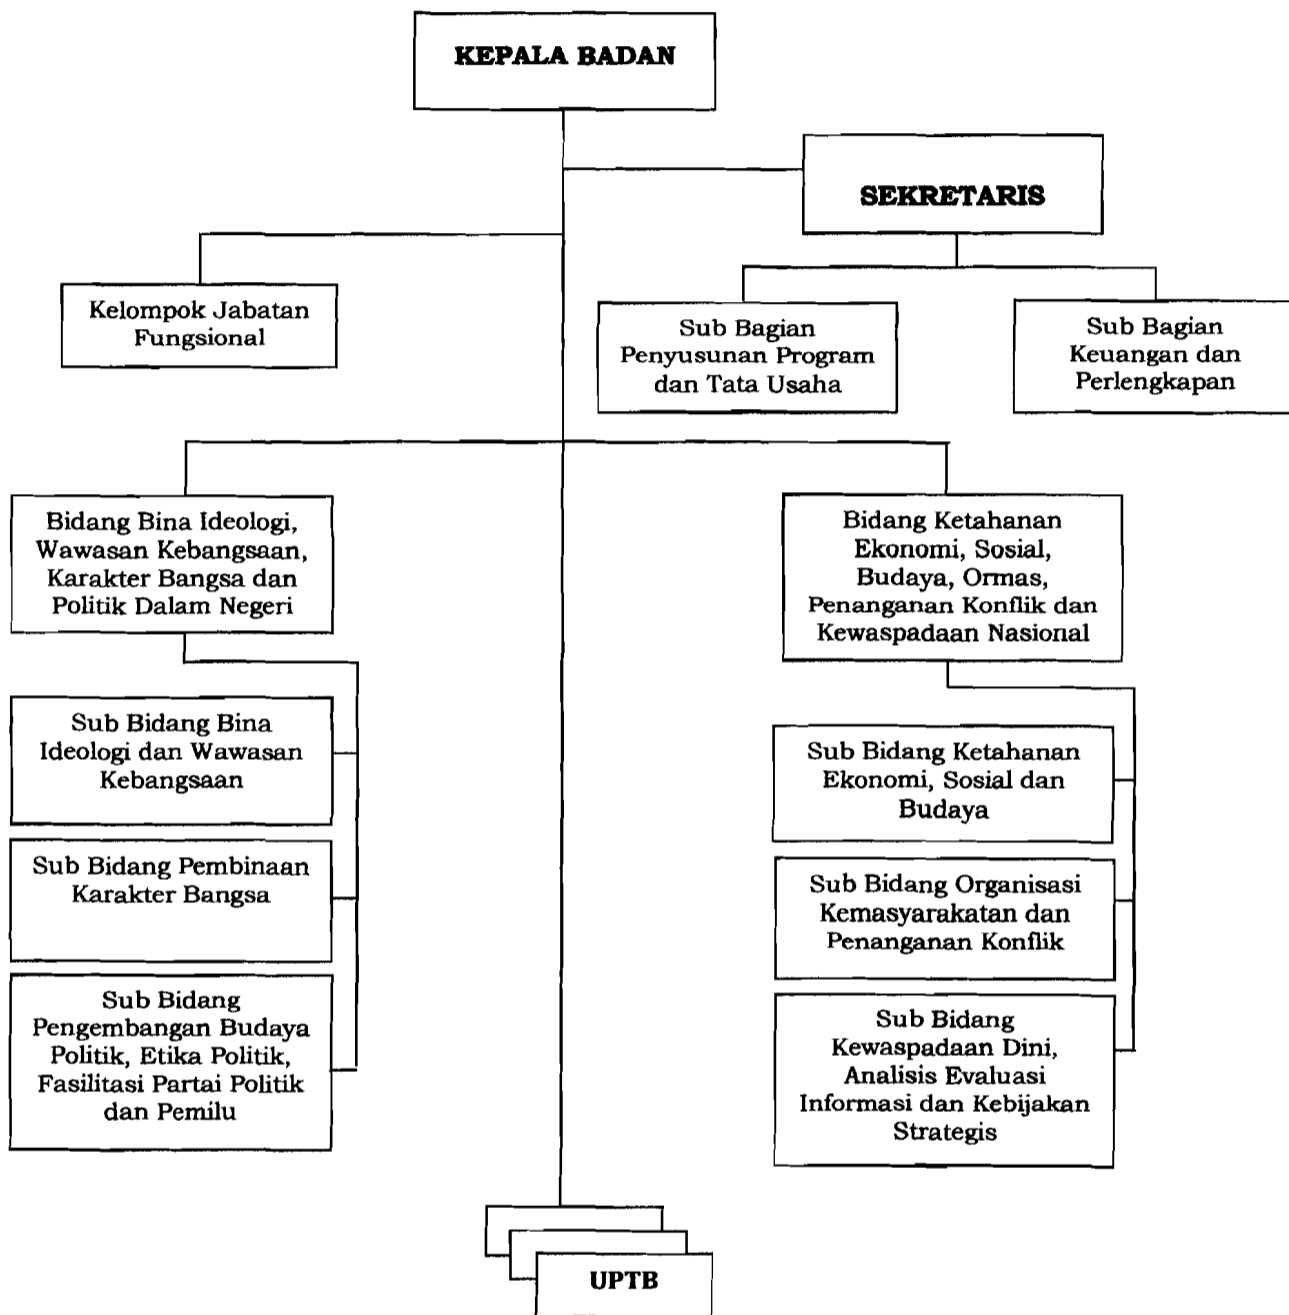 KEPALA BADAN
SEKRETARIS
Kelompok Jabatan
Fungsional
Sub Bagian
Penyusunan Program
dan Tata Usaha
Sub Bagian
Keuangan dan
Perlengkapan
Bidang Bina Ideologi,
Wawasan Kebangsaan,
Karakter Bangsa dan
Politik Dalam Negeri
Bidang Ketahanan
Ekonomi, Sosial,
Budaya, Ormas,
Penanganan Konflik dan
Kewaspadaan Nasional
Sub Bidang Bina
Ideologi dan Wawasan
Kebangsaan
Sub Bidang Pembinaan
Karakter Bangsa
Sub Bidang
Pengembangan Budaya
Politik, Etika Politik,
Fasilitasi Partai Politik
dan Pemilu
Sub Bidang Ketahanan
Ekonomi, Sosial dan
Budaya
Sub Bidang Organisasi
Kemasyarakatan dan
Penanganan Konflik
Sub Bidang
Kewaspadaan Dini,
Analisis Evaluasi
Informasi dan Kebijakan
Strategis
UPTB